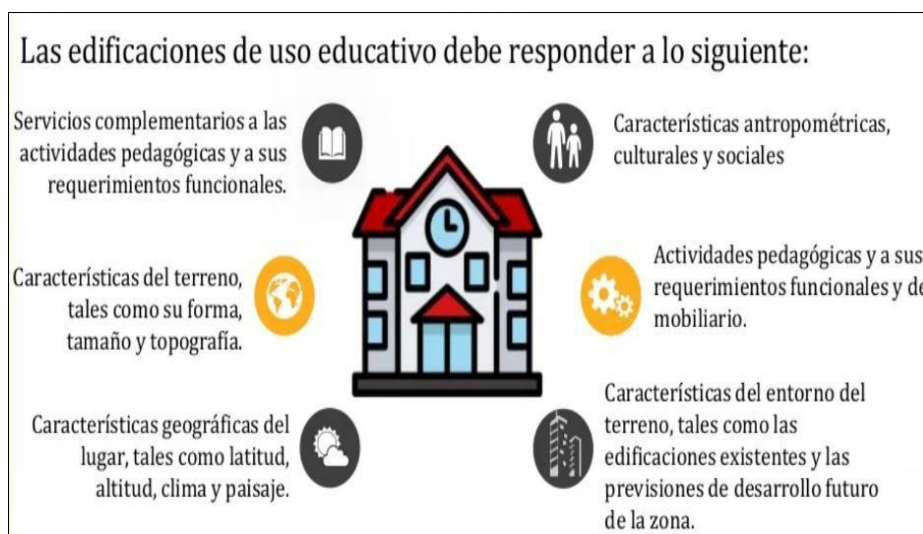 Las edificaciones de uso educativo debe responder a lo siguiente:
Servicios complementarios a las
actividades pedagógicas y a sus
requerimientos funcionales.
Características antropométricas,
culturales y sociales
Características del terreno,
tales como su forma,
tamaño y topografía.
Actividades pedagógicas y a sus
requerimientos funcionales y de
mobiliario.
Características geográficas del
lugar, tales como latitud,
altitud, clima y paisaje.
Características del entorno del
terreno, tales como las
edificaciones existentes y las
previsiones de desarrollo futuro
de la zona.